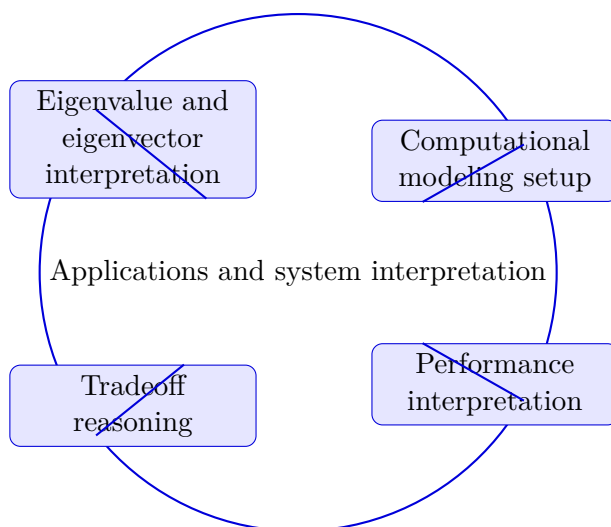 Eigenvalue and
eigenvector
interpretation
Computational
modeling setup
Applications and system interpretation
Tradeoff
reasoning
Performance
interpretation